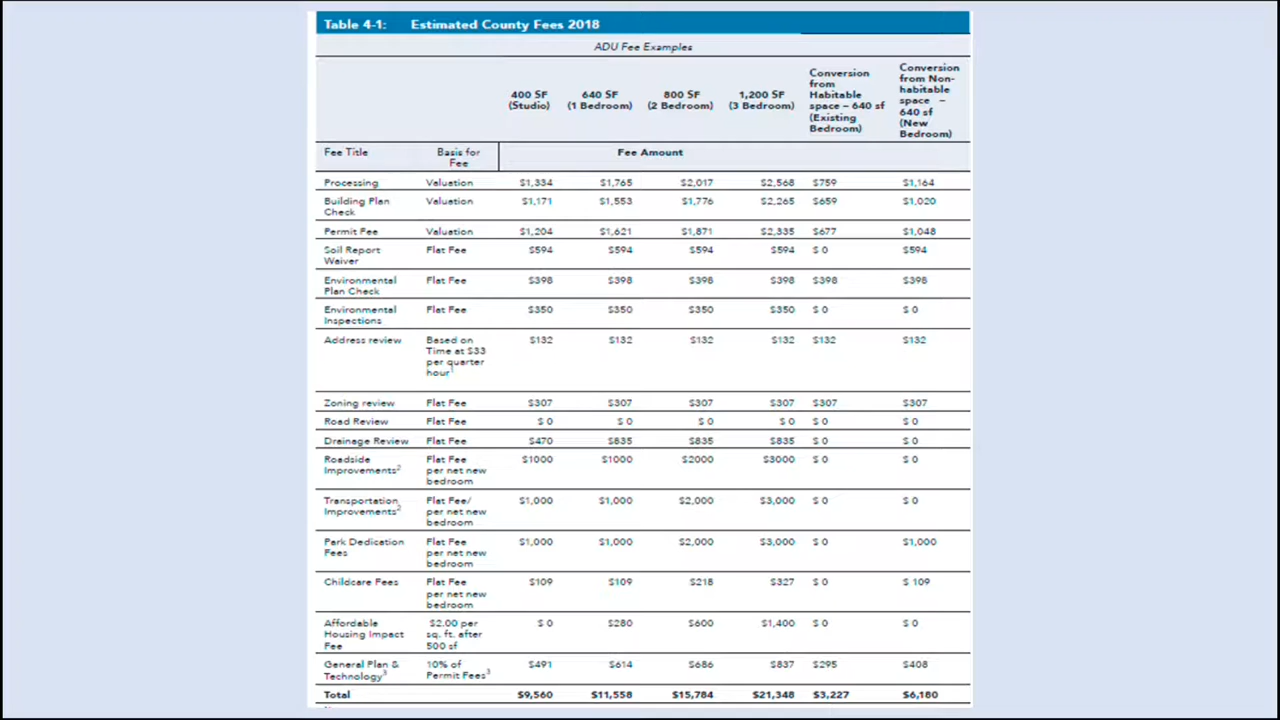 Table 4-1: Estimated County Fees 2018
ADU Fee Examples
400 SF (Studio) 640 SF (1 Bedroom) 800 SF (2 Bedroom) 1,200 SF (3 Bedroom) Conversion from Habitable space – 640 sf (Existing Bedroom) Conversion from Non-habitable space – 640 sf (New Bedroom)
Fee Title Basis for Fee Fee Amount
Processing Valuation $1,334 $1,765 $2,017 $2,568 $759 $1,164
Building Plan Check Valuation $1,171 $1,553 $1,776 $2,265 $659 $1,020
Permit Fee Valuation $1,204 $1,621 $1,871 $2,335 $677 $1,048
Soil Report Waiver Flat Fee $594 $594 $594 $594 $ 0 $594
Environmental Plan Check Flat Fee $398 $398 $398 $398 $398 $398
Environmental Inspections Flat Fee $350 $350 $350 $350 $ 0 $ 0
Address review Based on Time at $33 per quarter hour¹ $132 $132 $132 $132 $132 $132
Zoning review Flat Fee $307 $307 $307 $307 $307 $307
Road Review Flat Fee $ 0 $ 0 $ 0 $ 0 $ 0 $ 0
Drainage Review Flat Fee $470 $835 $835 $835 $ 0 $ 0
Roadside Improvements² Flat Fee per net new bedroom $1000 $1000 $2000 $3000 $ 0 $ 0
Transportation Improvements² Flat Fee/ per net new bedroom $1,000 $1,000 $2,000 $3,000 $ 0 $ 0
Park Dedication Fees Flat Fee per net new bedroom $1,000 $1,000 $2,000 $3,000 $ 0 $1,000
Childcare Fees Flat Fee per net new bedroom $109 $109 $218 $327 $ 0 $ 109
Affordable Housing Impact Fee $2.00 per sq. ft. after 500 sf $ 0 $280 $600 $1,400 $ 0 $ 0
General Plan & Technology³ 10% of Permit Fees³ $491 $614 $686 $837 $295 $408
Total $9,560 $11,558 $15,784 $21,348 $3,227 $6,180